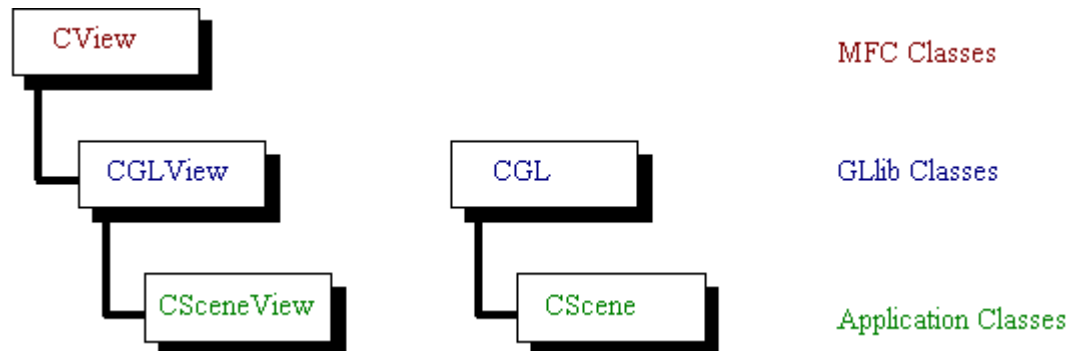 CView
MFC Classes
CGLView
CGL
GLlib Classes
CSceneView
CScene
Application Classes